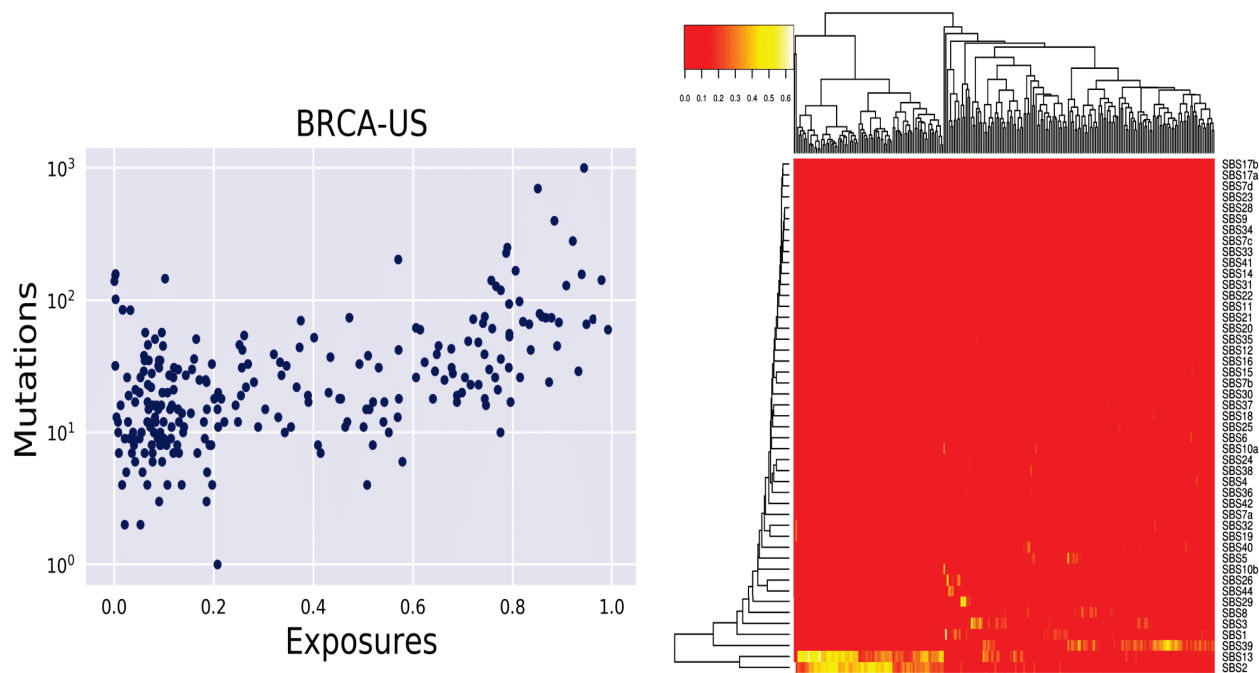 BRCA-US
10³
10²
10¹
10⁰
Mutations
0.0 0.2 0.4 0.6 0.8 1.0
Exposures
0.0 0.1 0.2 0.3 0.4 0.5 0.6
SBS17b
SBS17a
SBS7d
SBS23
SBS28
SBS9
SBS34
SBS7c
SBS33
SBS41
SBS14
SBS31
SBS22
SBS11
SBS21
SBS20
SBS35
SBS12
SBS16
SBS15
SBS7b
SBS30
SBS37
SBS18
SBS25
SBS6
SBS10a
SBS24
SBS38
SBS4
SBS36
SBS42
SBS7a
SBS32
SBS19
SBS40
SBS5
SBS10b
SBS26
SBS44
SBS29
SBS8
SBS3
SBS1
SBS39
SBS13
SBS2